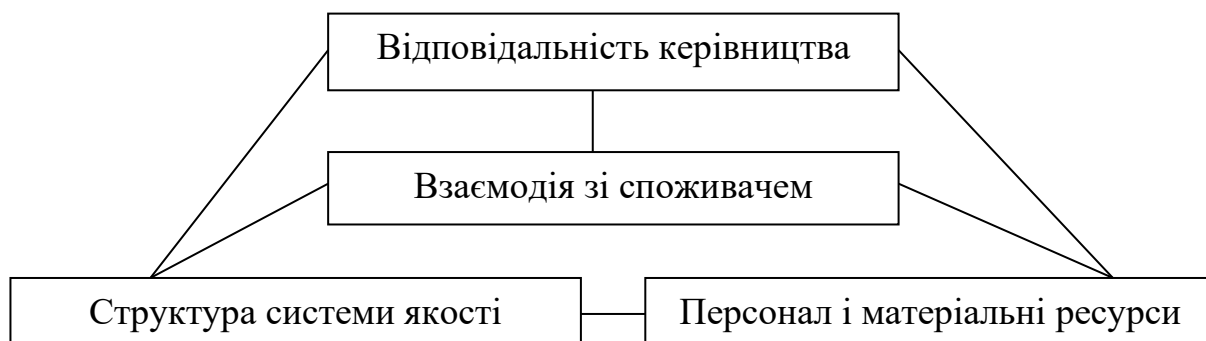 Відповідальність керівництва
Взаємодія зі споживачем
Структура системи якості
Персонал і матеріальні ресурси